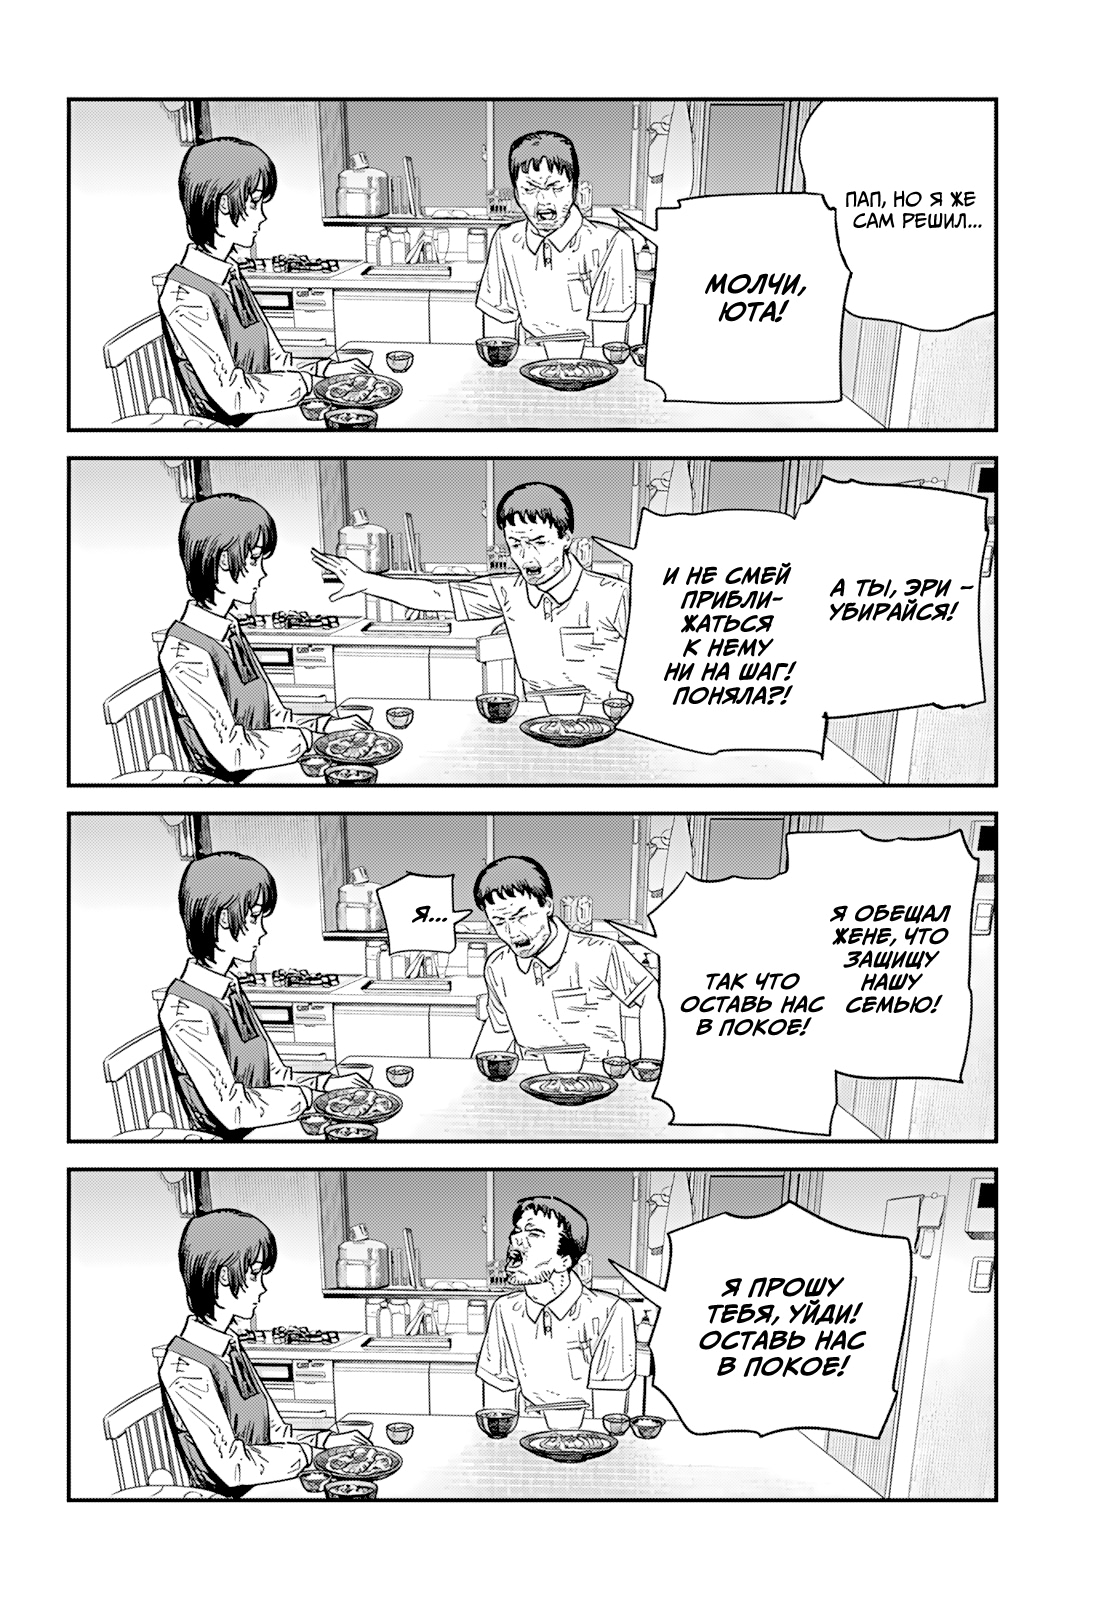 ПАП, НО Я ЖЕ
САМ РЕШИЛ...
МОЛЧИ,
ЮТА!
А ТЫ, ЭРИ –
УБИРАЙСЯ!
И НЕ СМЕЙ
ПРИБЛИ-
ЖАТЬСЯ
К НЕМУ
НИ НА ШАГ!
ПОНЯЛА?!
Я ОБЕЩАЛ
ЖЕНЕ, ЧТО
ЗАЩИЩУ
НАШУ
СЕМЬЮ!
ТАК ЧТО
ОСТАВЬ НАС
В ПОКОЕ!
Я...
Я ПРОШУ
ТЕБЯ, УЙДИ!
ОСТАВЬ НАС
В ПОКОЕ!